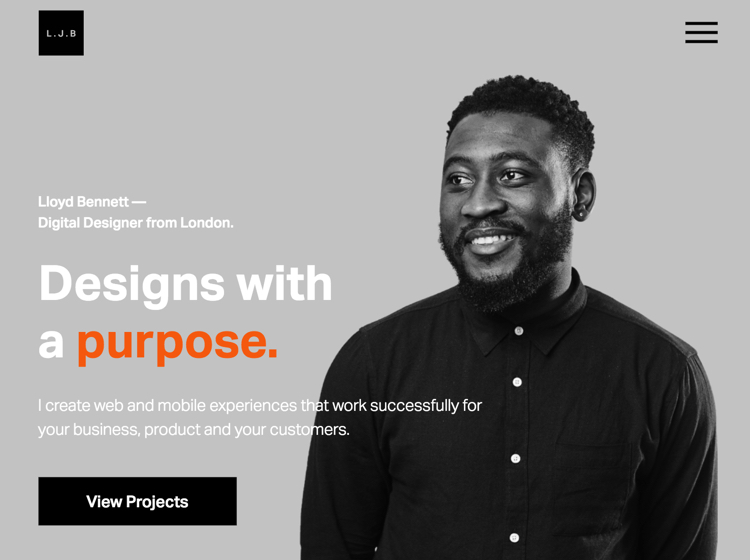 L.J.B
Lloyd Bennett —
Digital Designer from London.
Designs with
a purpose.
I create web and mobile experiences that work successfully for
your business, product and your customers.
View Projects